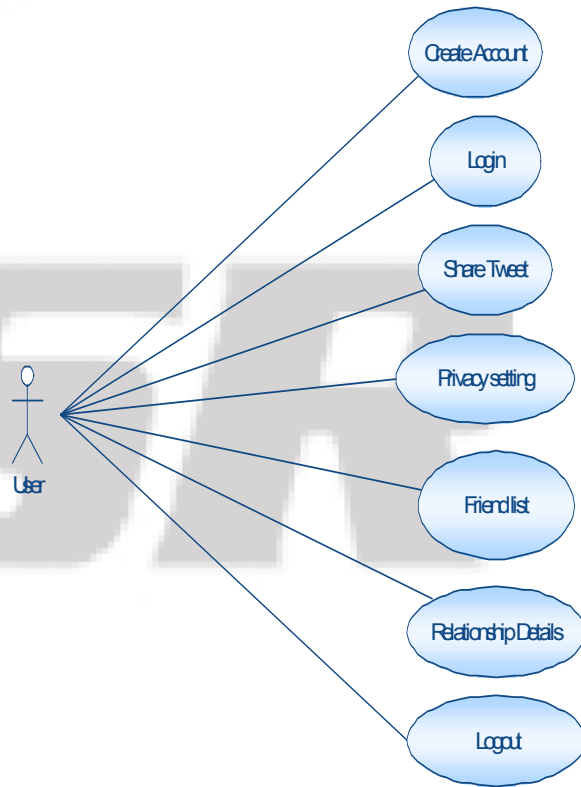 Create Account
Login
Share Tweet
Privacy setting
User
Friend list
Relationship Details
Logout